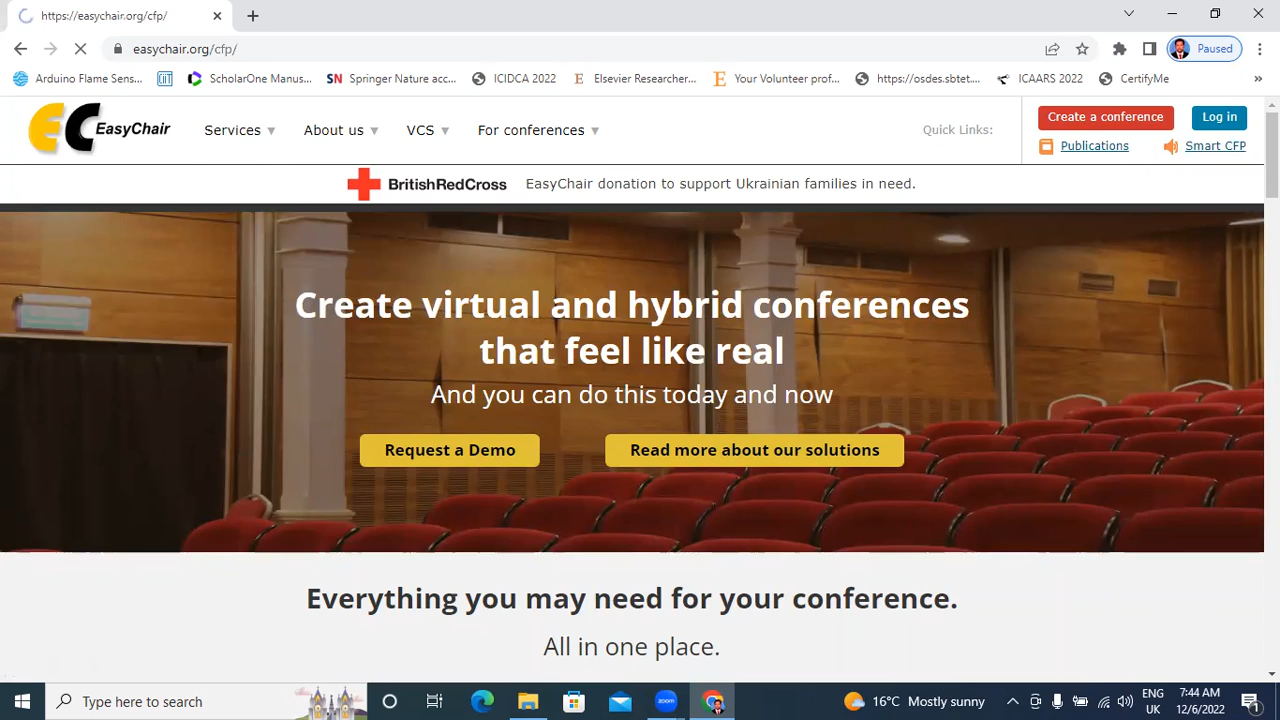 https://easychair.org/cfp/
easychair.org/cfp/
Paused
Arduino Flame Sens...
ScholarOne Manus...
SN Springer Nature acc...
ICIDCA 2022
E Elsevier Researcher...
E Your Volunteer prof...
https://osdes.sbtet....
ICAARS 2022
CertifyMe
»
EC EasyChair
Services
About us
VCS
For conferences
Quick Links:
Create a conference
Log in
Publications
Smart CFP
BritishRedCross
EasyChair donation to support Ukrainian families in need.
Create virtual and hybrid conferences
that feel like real
And you can do this today and now
Request a Demo
Read more about our solutions
Everything you may need for your conference.
All in one place.
Type here to search
zoom
16°C Mostly sunny
ENG
UK
7:44 AM
12/6/2022
1